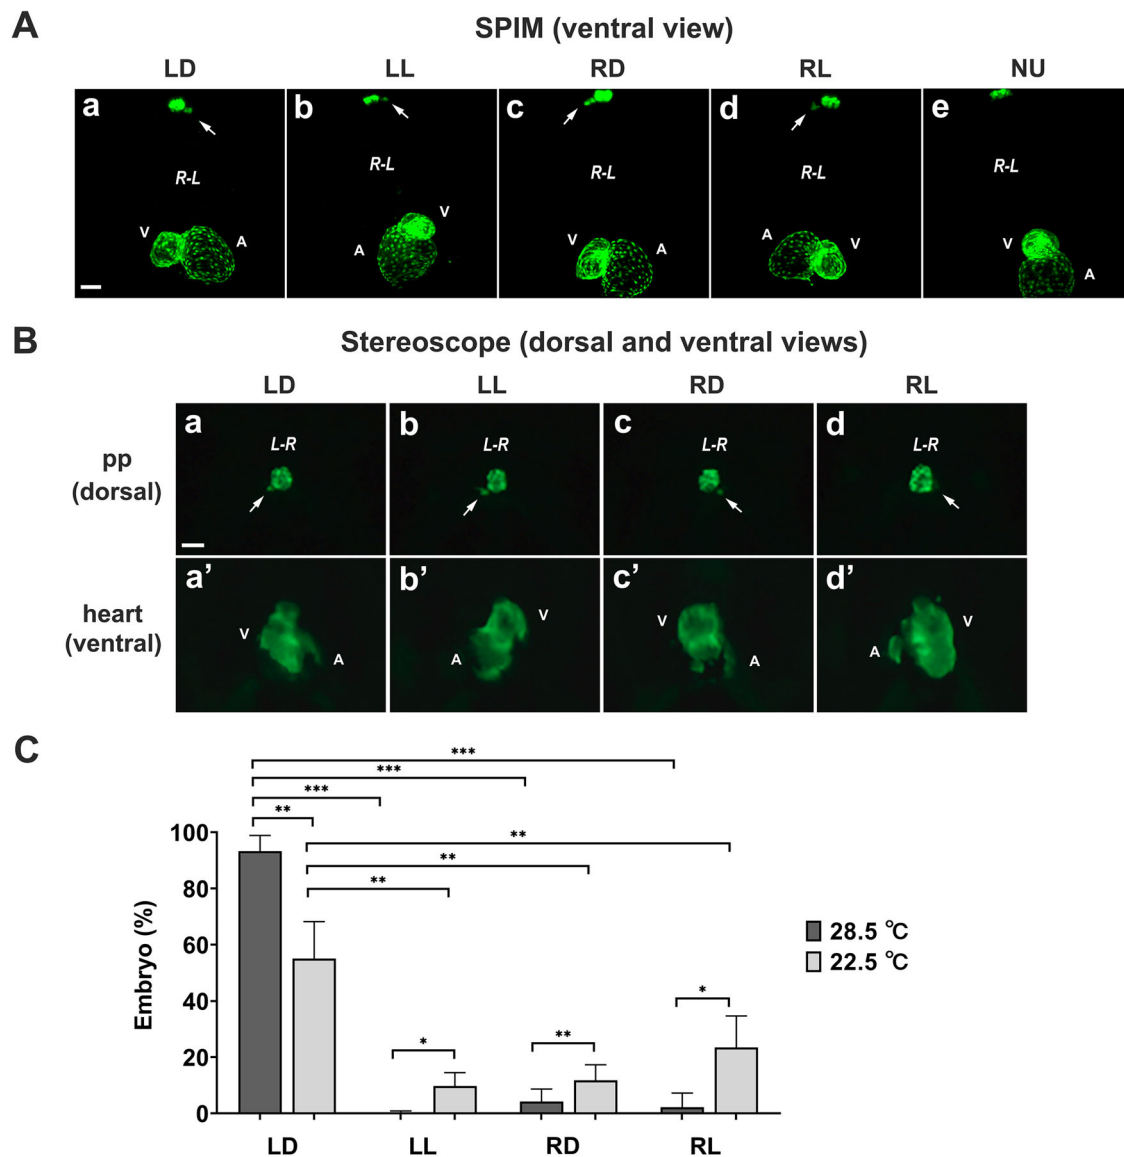 A
SPIM (ventral view)
LD LL RD RL NU
a b c d e
R-L R-L R-L R-L R-L
V A A V V A A V V A
B
Stereoscope (dorsal and ventral views)
LD LL RD RL
pp
(dorsal)
a b c d
L-R L-R L-R L-R
heart
(ventral)
a’ b’ c’ d’
V A A V V A A V
C
***
***
***
**
**
**
**
*
**
*
Embryo (%)
100
80
60
40
20
0
LD LL RD RL
28.5 ℃
22.5 ℃